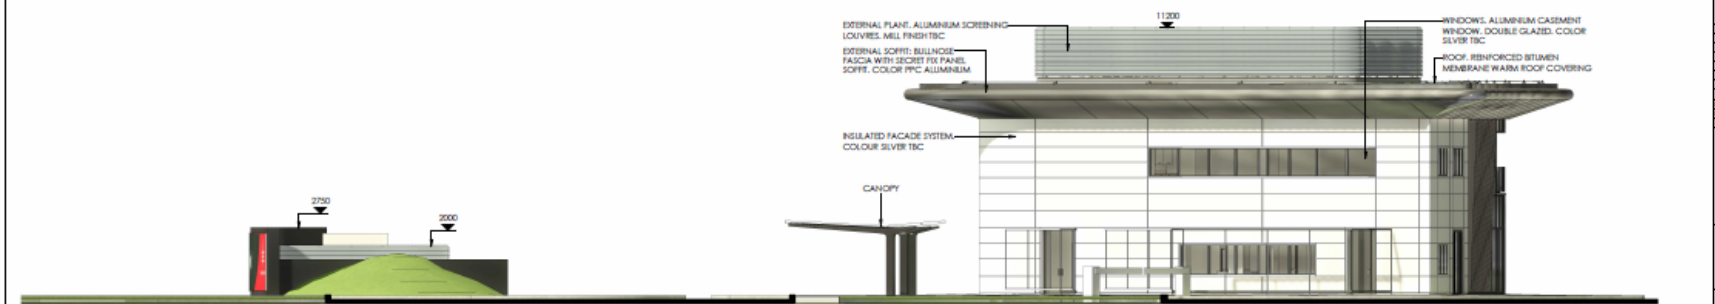 EXTERNAL PLANT. ALUMINIUM SCREENING
LOUVRES. MILL FINISH TBC
EXTERNAL SOFFIT: BULLNOSE
FASCIA WITH SECRET FIX PANEL
SOFFIT. COLOR PPC ALUMINIUM
11200
WINDOWS. ALUMINIUM CASEMENT
WINDOW. DOUBLE GLAZED. COLOR
SILVER TBC
ROOF. REINFORCED BITUMEN
MEMBRANE WARM ROOF COVERING
INSULATED FACADE SYSTEM.
COLOUR SILVER TBC
CANOPY
2750
2000